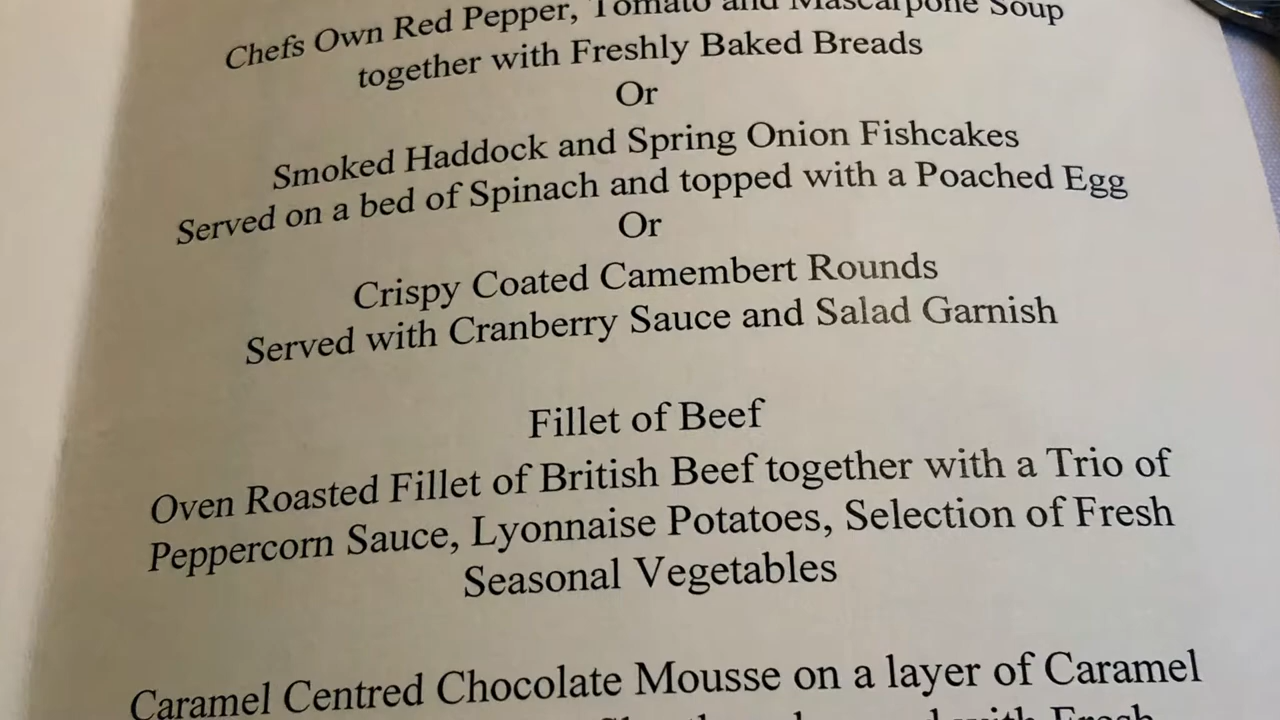 Chefs Own Red Pepper, Tomato and Mascarpone Soup
together with Freshly Baked Breads
Or
Smoked Haddock and Spring Onion Fishcakes
Served on a bed of Spinach and topped with a Poached Egg
Or
Crispy Coated Camembert Rounds
Served with Cranberry Sauce and Salad Garnish
Fillet of Beef
Oven Roasted Fillet of British Beef together with a Trio of
Peppercorn Sauce, Lyonnaise Potatoes, Selection of Fresh
Seasonal Vegetables
Caramel Centred Chocolate Mousse on a layer of Caramel
with Fresh